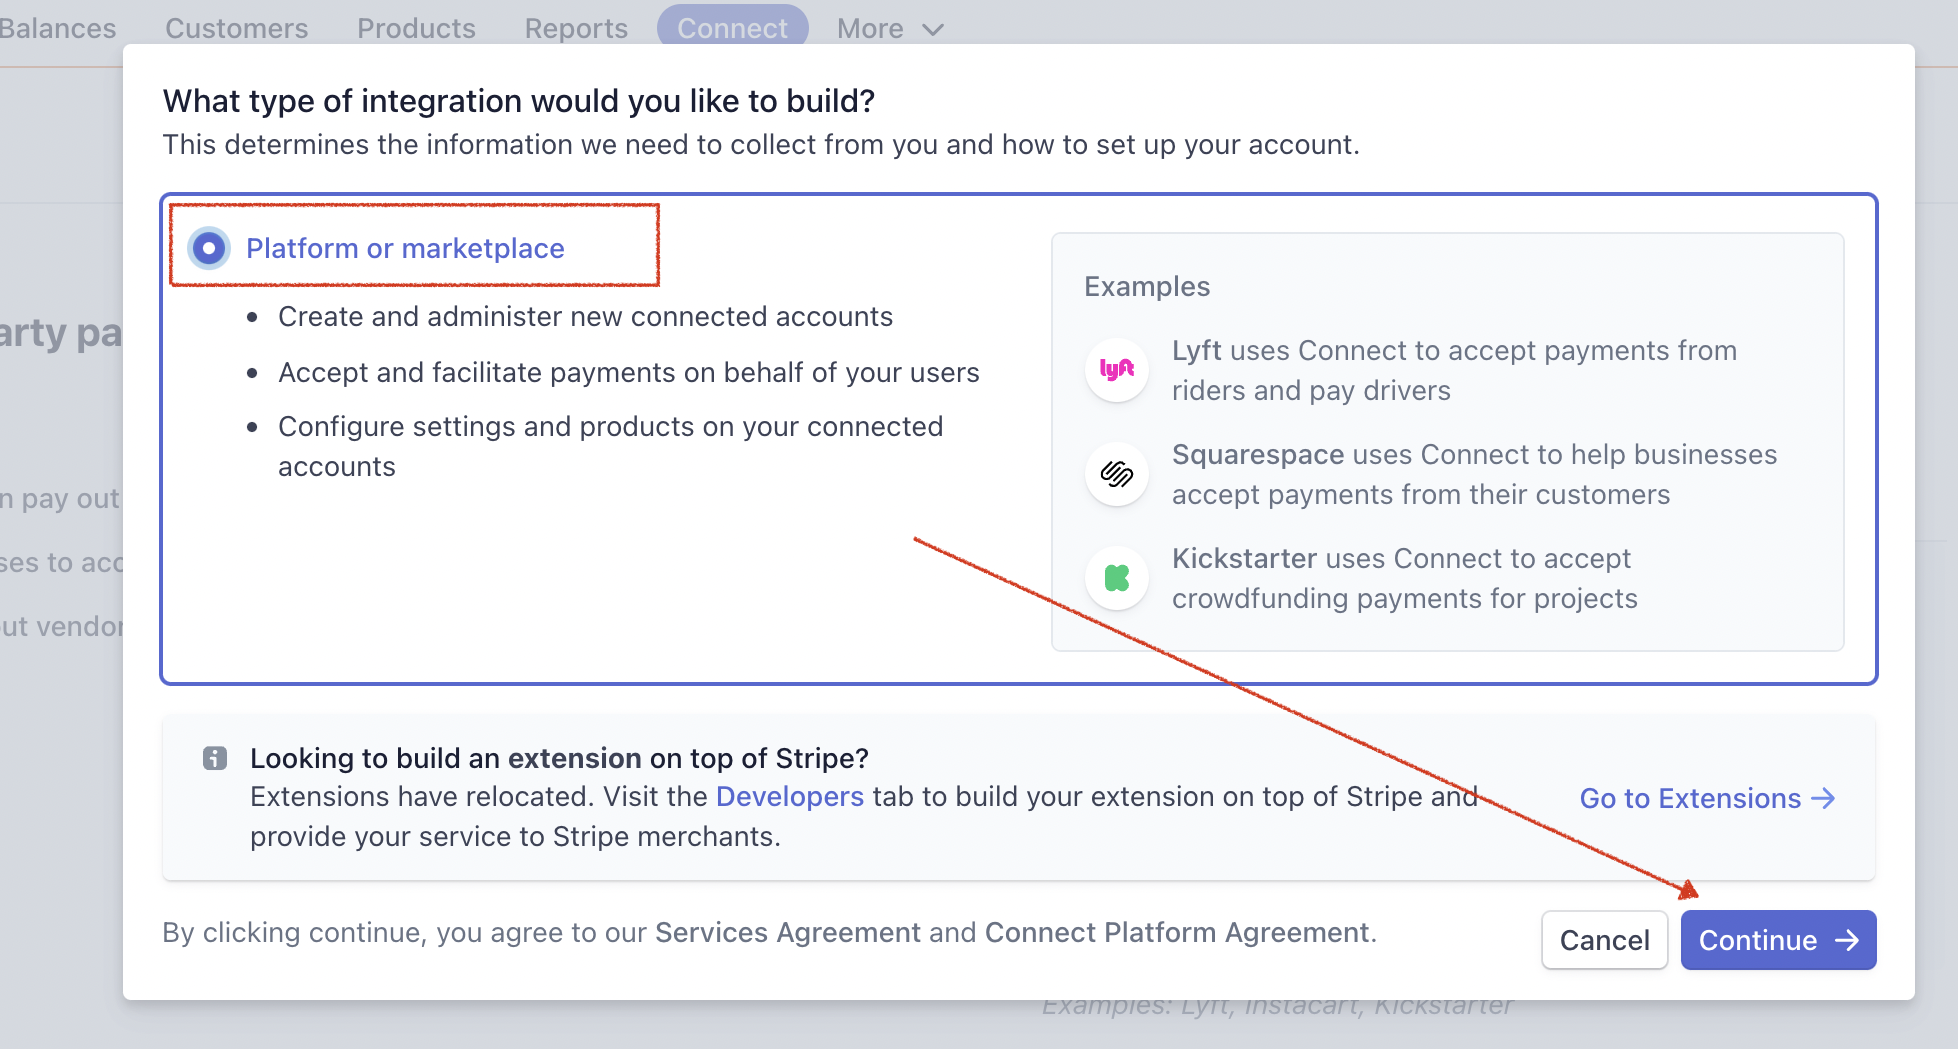 Balances Customers Products Reports Connect More
What type of integration would you like to build?
This determines the information we need to collect from you and how to set up your account.
Platform or marketplace
• Create and administer new connected accounts
• Accept and facilitate payments on behalf of your users
• Configure settings and products on your connected
accounts
Examples
lyft
Lyft uses Connect to accept payments from
riders and pay drivers
Squarespace uses Connect to help businesses
accept payments from their customers
K
Kickstarter uses Connect to accept
crowdfunding payments for projects
arty pa
n pay out
ses to acc
ut vendor
Looking to build an extension on top of Stripe?
Extensions have relocated. Visit the Developers tab to build your extension on top of Stripe and
provide your service to Stripe merchants.
Go to Extensions →
By clicking continue, you agree to our Services Agreement and Connect Platform Agreement.
Cancel
Continue →
Examples: Lyft, Instacart, Kickstarter